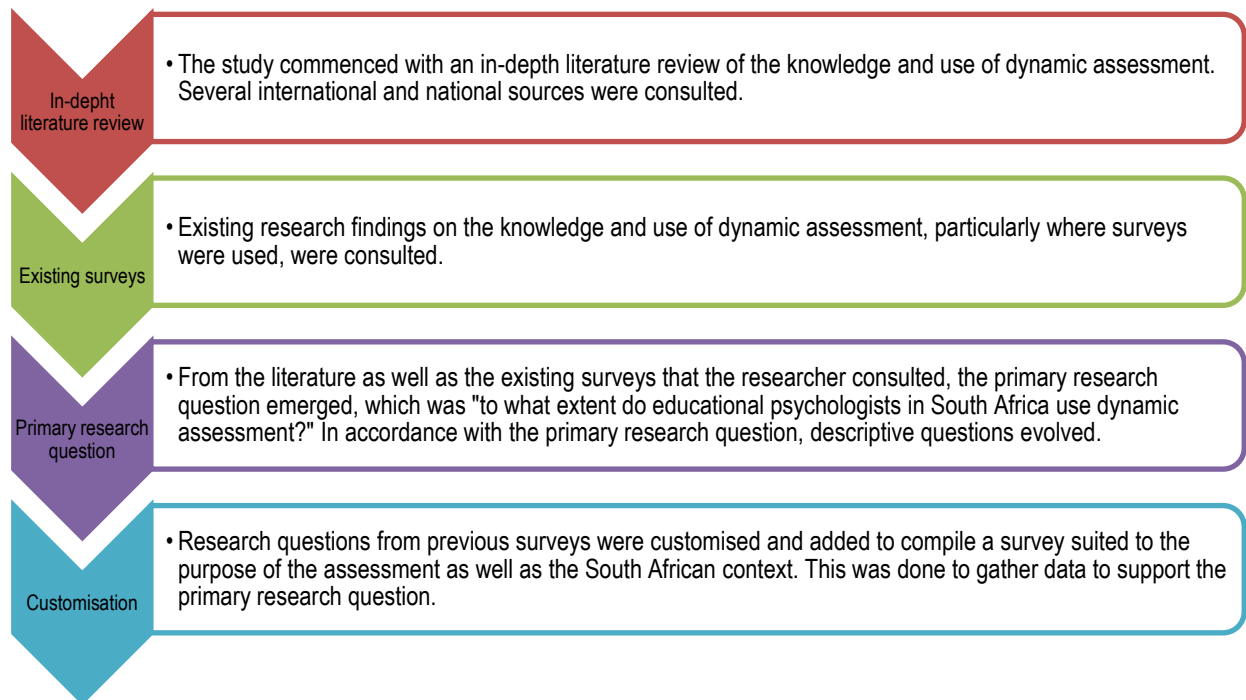 In-depht
literature review
• The study commenced with an in-depth literature review of the knowledge and use of dynamic assessment.
Several international and national sources were consulted.
Existing surveys
• Existing research findings on the knowledge and use of dynamic assessment, particularly where surveys
were used, were consulted.
Primary research
question
• From the literature as well as the existing surveys that the researcher consulted, the primary research
question emerged, which was "to what extent do educational psychologists in South Africa use dynamic
assessment?" In accordance with the primary research question, descriptive questions evolved.
Customisation
• Research questions from previous surveys were customised and added to compile a survey suited to the
purpose of the assessment as well as the South African context. This was done to gather data to support the
primary research question.